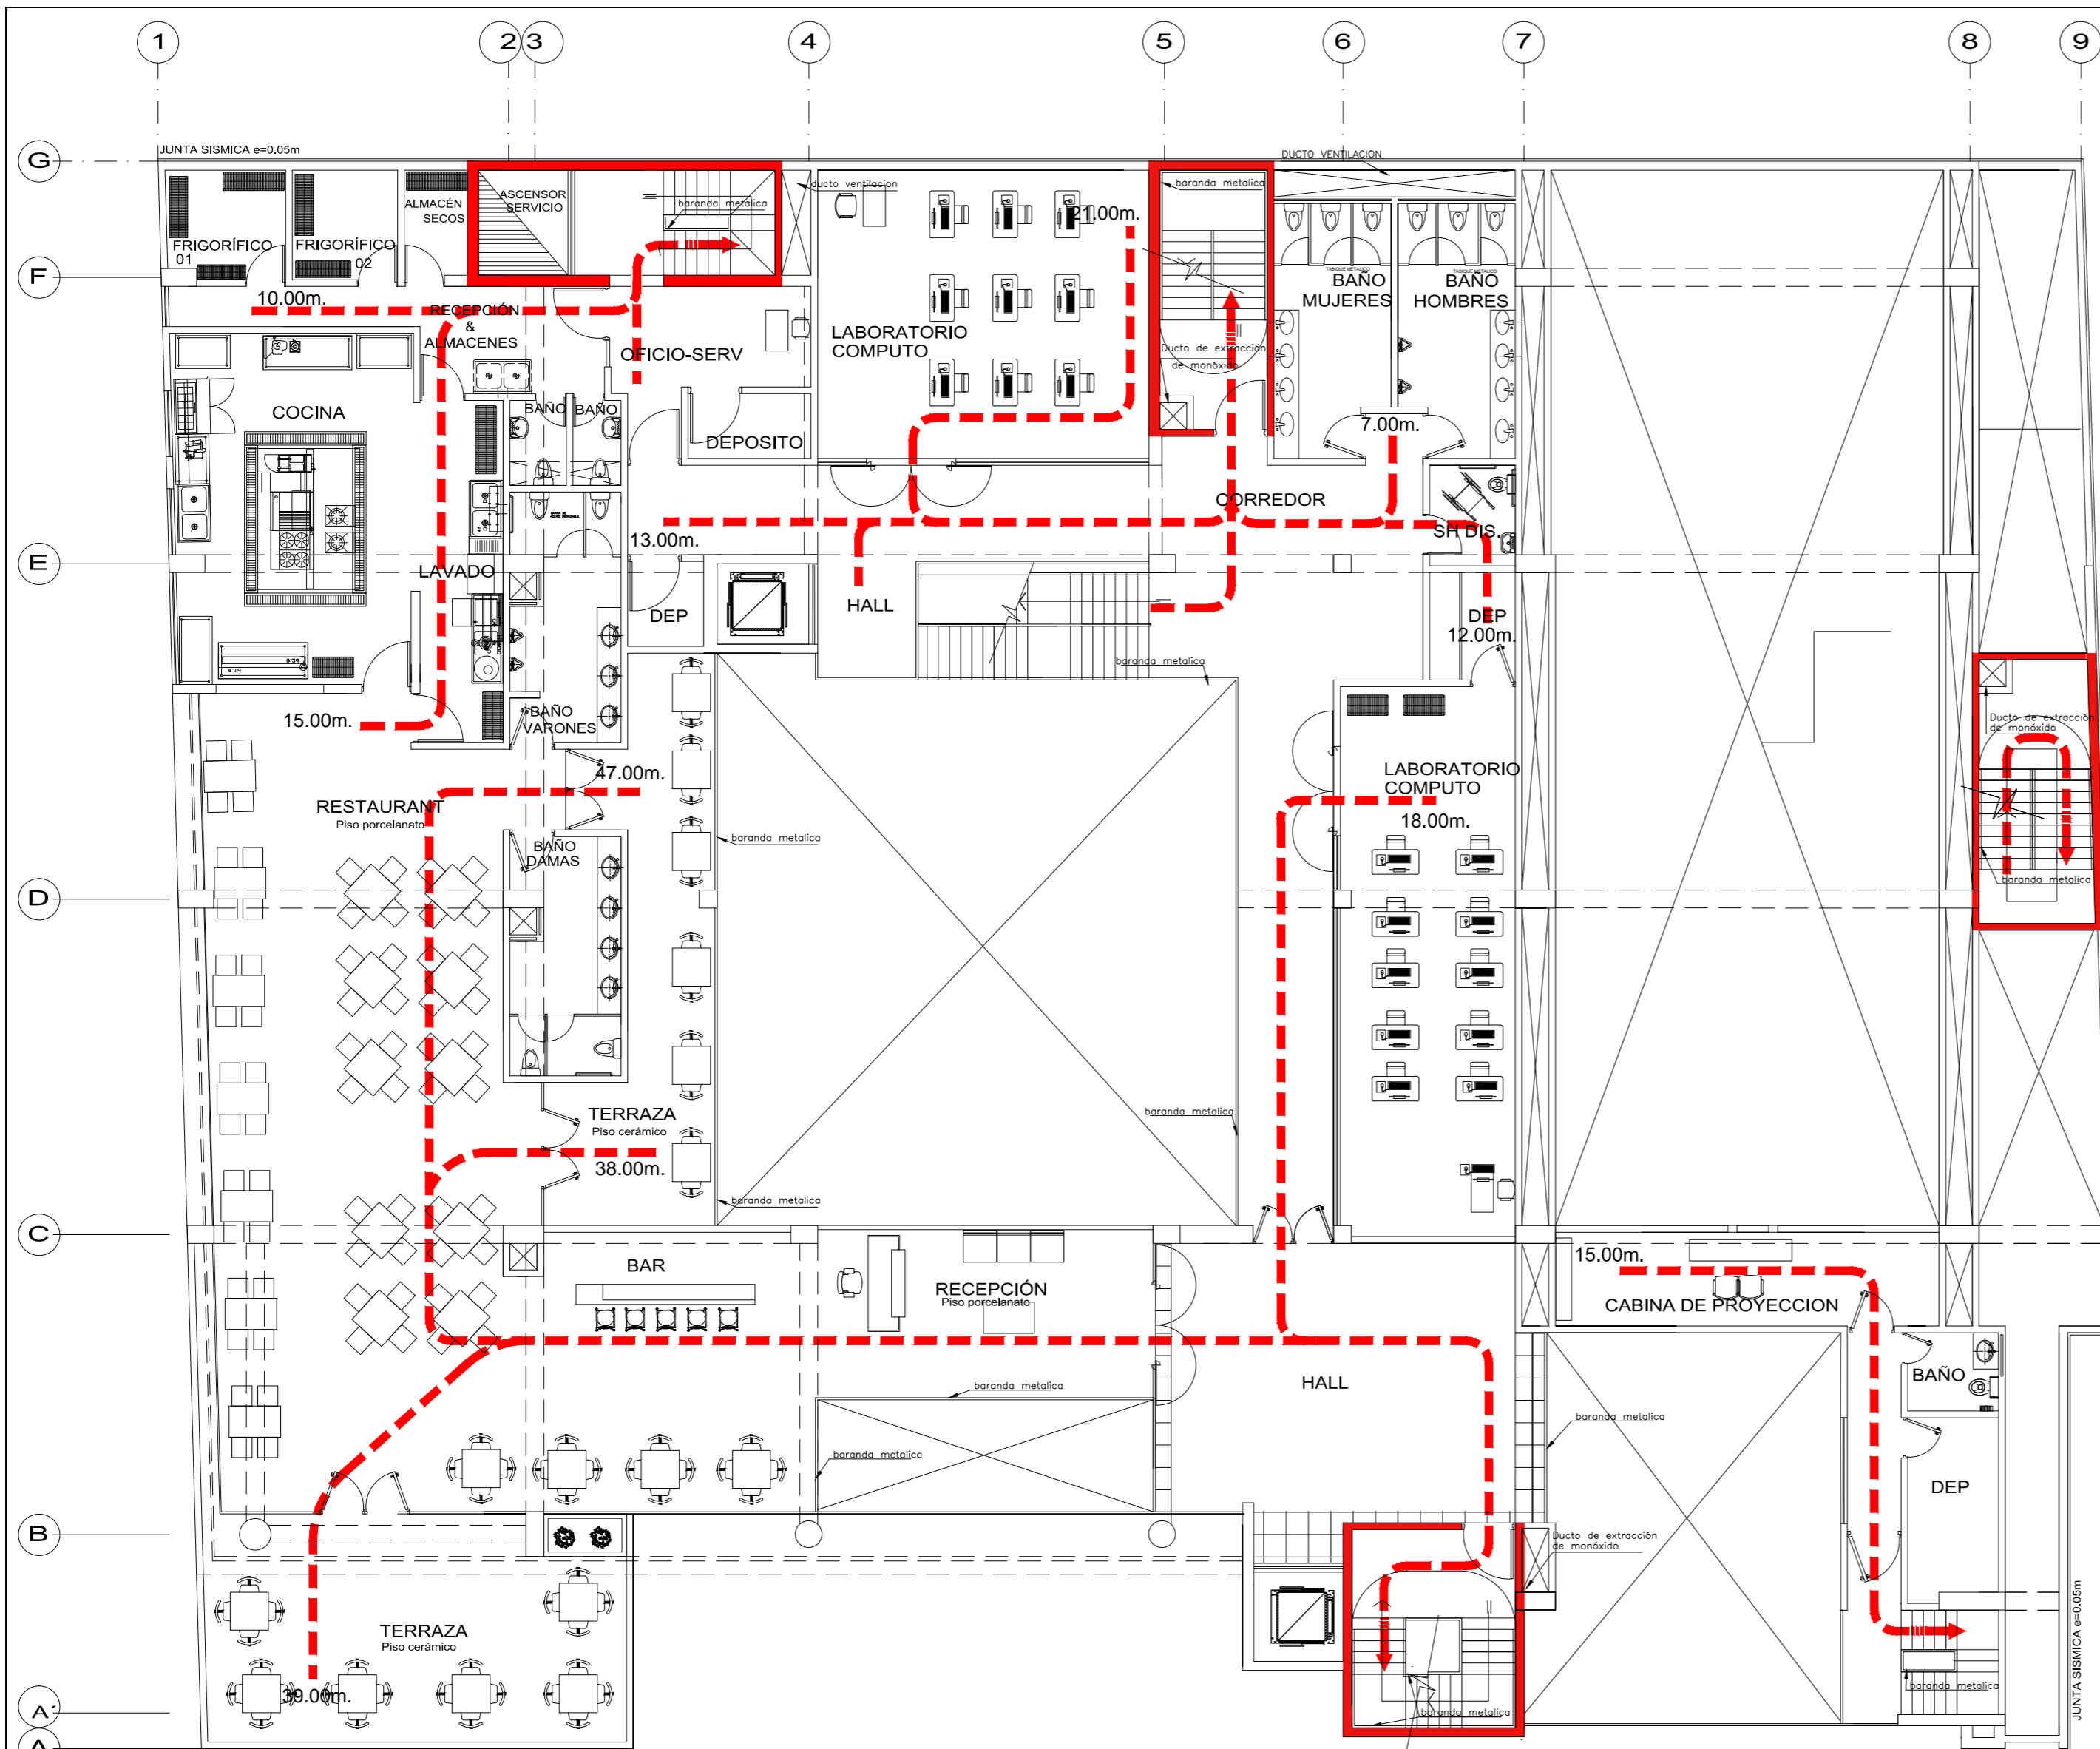 1
2
3
4
5
6
7
8
9
G
JUNTA SISMICA e=0.05m
DUCTO VENTILACION
ASCENSOR
SERVICIO
baranda metalica
ducto ventilacion
baranda metalica
ALMACÉN
SECOS
21.00m.
FRIGORÍFICO
01
FRIGORÍFICO
02
F
TABIQUE METALICO
BAÑO
MUJERES
TABIQUE METALICO
BAÑO
HOMBRES
10.00m.
RECEPCIÓN
&
ALMACENES
OFICIO-SERV
LABORATORIO
COMPUTO
Ducto de extracción
de monóxido
COCINA
BAÑO
BAÑO
DEPOSITO
7.00m.
CORREDOR
SH DIS.
13.00m.
E
LAVADO
DEP
HALL
DEP
12.00m.
baranda metalica
15.00m.
BAÑO
VARONES
Ducto de extracción
de monóxido
47.00m.
LABORATORIO
COMPUTO
18.00m.
RESTAURANT
Piso porcelanato
baranda metalica
BAÑO
DAMAS
baranda metalica
D
TERRAZA
Piso cerámico
baranda metalica
38.00m.
baranda metalica
C
BAR
RECEPCIÓN
Piso porcelanato
15.00m.
CABINA DE PROYECCION
HALL
BAÑO
baranda metalica
baranda metalica
baranda metalica
DEP
B
Ducto de extracción
de monóxido
TERRAZA
Piso cerámico
39.00m.
A'
baranda metalica
baranda metalica
JUNTA SISMICA e=0.05m
A